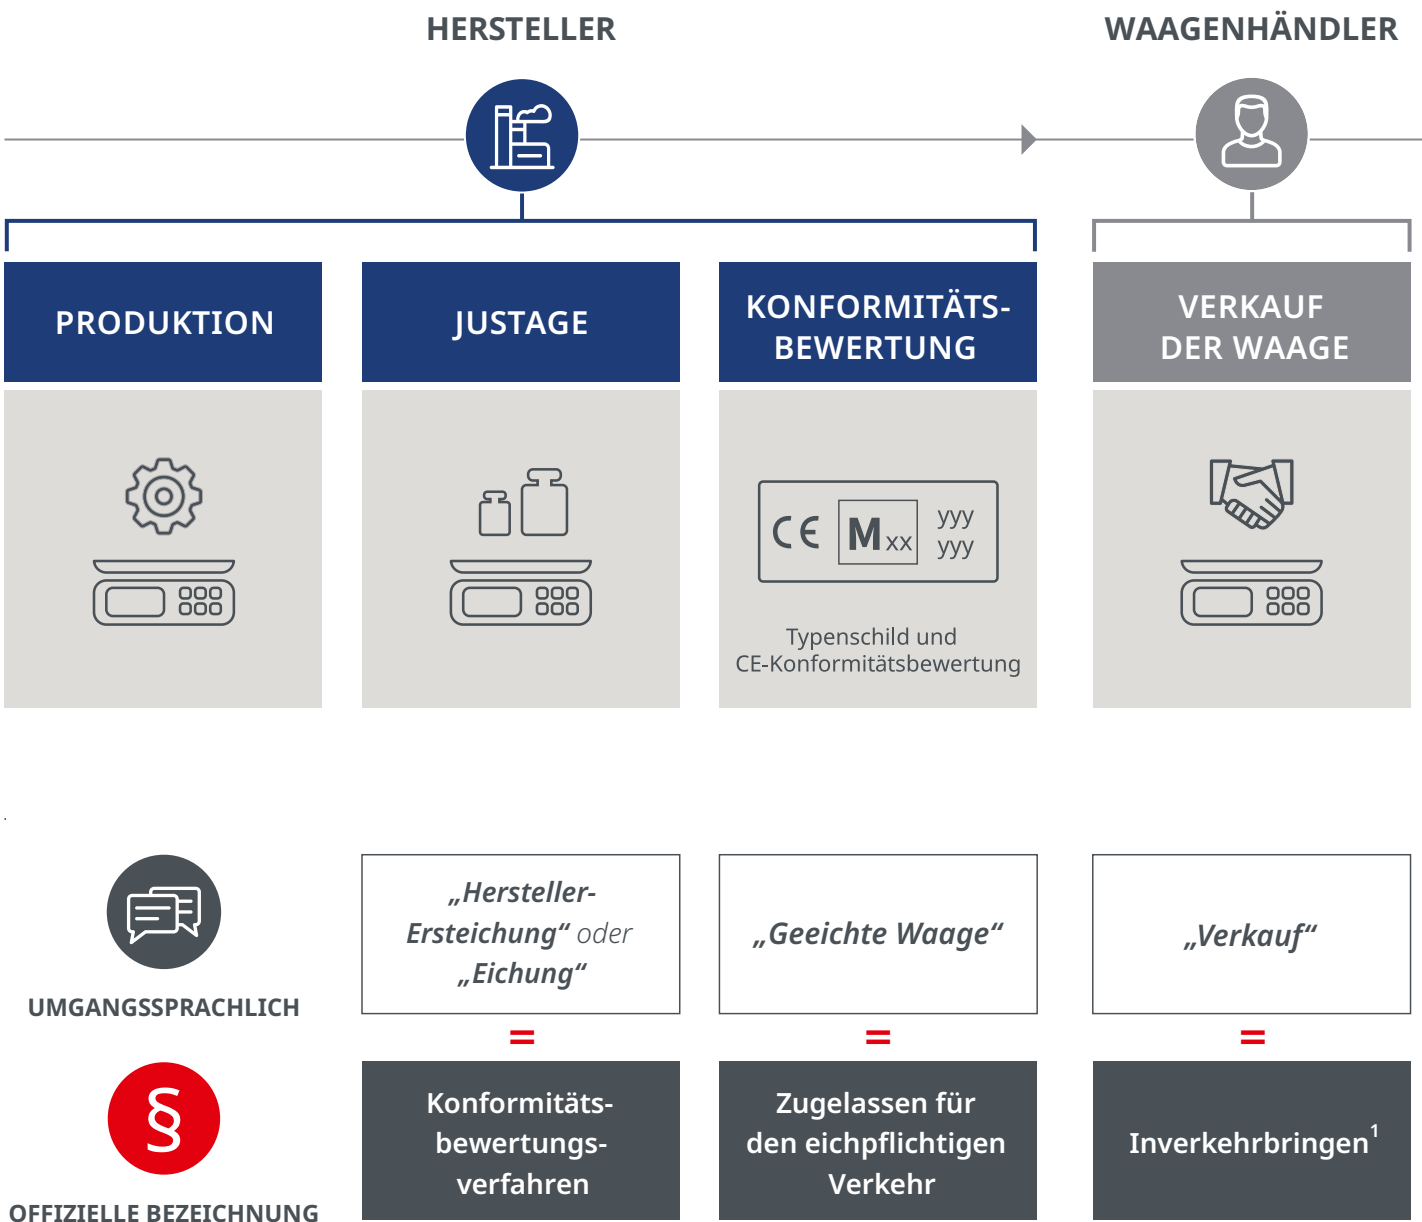 HERSTELLER
WAAGENHÄNDLER
PRODUKTION
JUSTAGE
KONFORMITÄTS-
BEWERTUNG
VERKAUF
DER WAAGE
CE Mxx yyy
yyy
Typenschild und
CE-Konformitätsbewertung
UMGANGSSPRACHLICH
„Hersteller-
Ersteichung“ oder
„Eichung“
„Geeichte Waage“
„Verkauf“
=
=
=
§
OFFIZIELLE BEZEICHNUNG
Konformitäts-
bewertungs-
verfahren
Zugelassen für
den eichpflichtigen
Verkehr
Inverkehrbringen¹